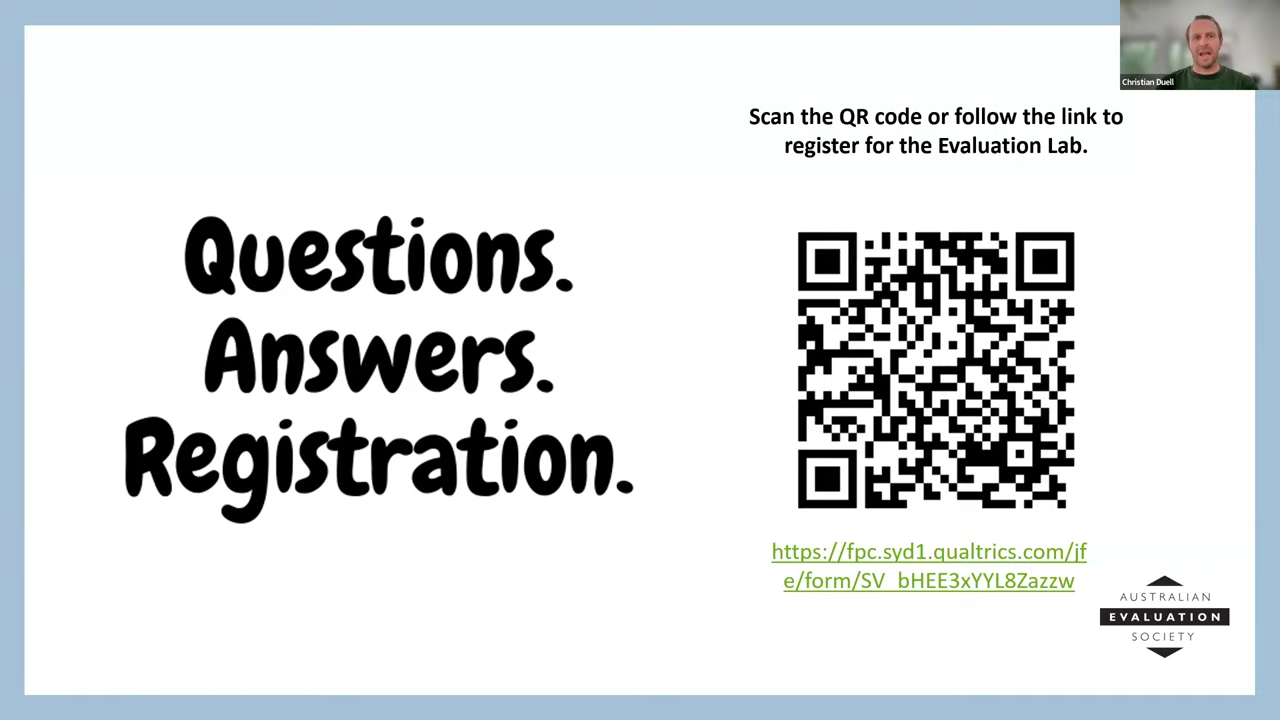 Christian Duell
Scan the QR code or follow the link to
register for the Evaluation Lab.
Questions.
Answers.
Registration.
https://fpc.syd1.qualtrics.com/jf
e/form/SV_bHEE3xYYL8Zazzw
AUSTRALIAN
EVALUATION
SOCIETY